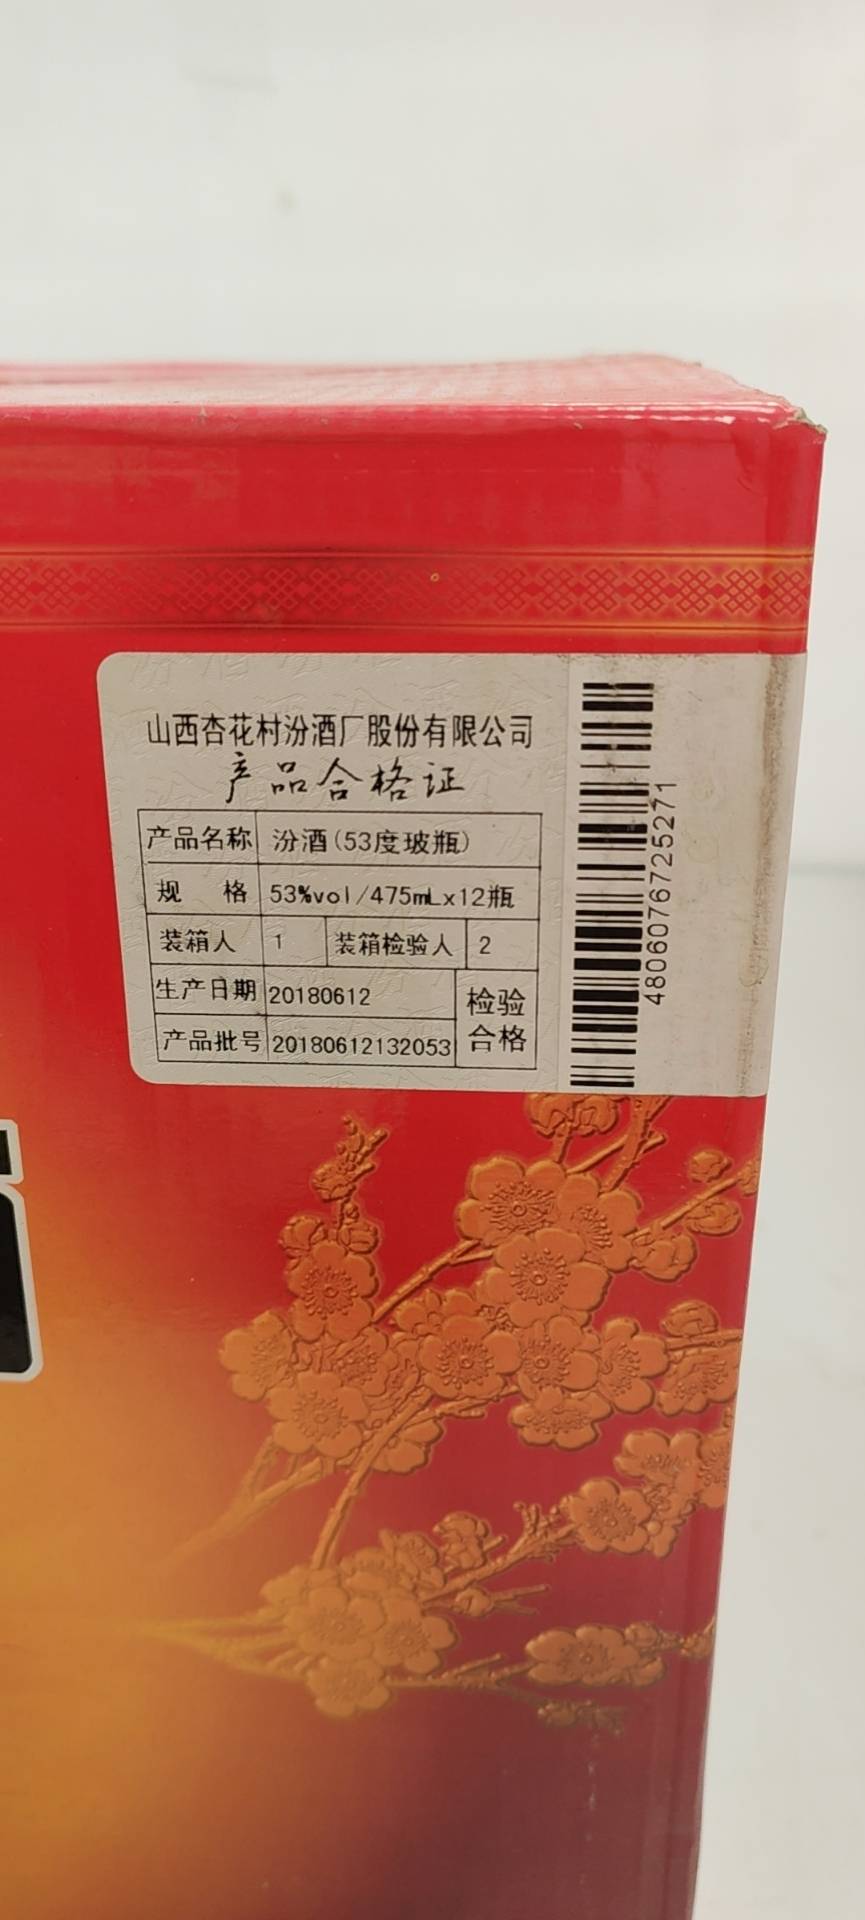 山西杏花村汾酒厂股份有限公司
产品合格证
产品名称 汾酒(53度玻瓶)
规 格 53%vol/475mLx12瓶
装箱人 1 装箱检验人 2
生产日期 20180612 检验
产品批号 20180612132053 合格
48060767252​71